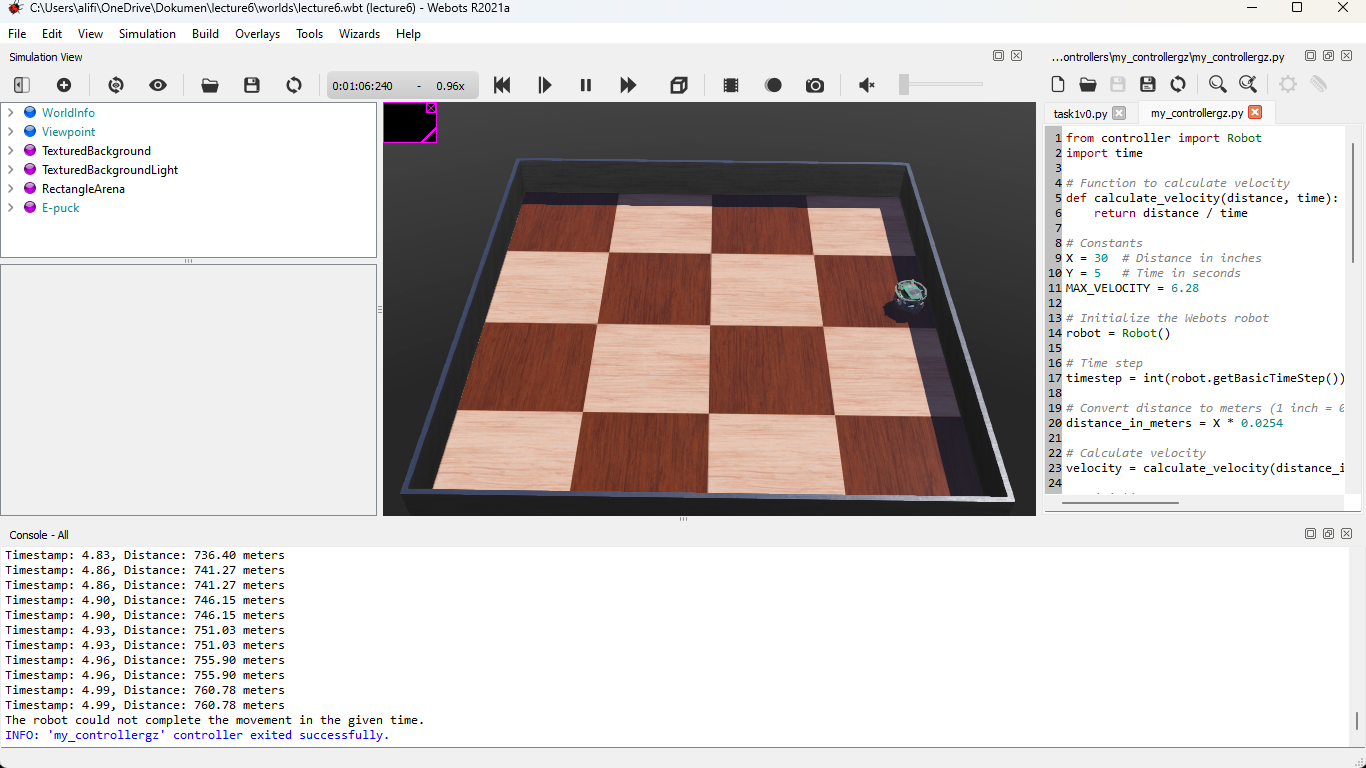 C:\Users\alifi\OneDrive\Dokumen\lecture6\worlds\lecture6.wbt (lecture6) - Webots R2021a
File Edit View Simulation Build Overlays Tools Wizards Help
Simulation View
...ontrollers\my_controllergz\my_controllergz.py
0:01:06:240 - 0.96x
WorldInfo
Viewpoint
TexturedBackground
TexturedBackgroundLight
RectangleArena
E-puck
task1v0.py my_controllergz.py
1 from controller import Robot
2 import time
3
4 # Function to calculate velocity
5 def calculate_velocity(distance, time):
6 return distance / time
7
8 # Constants
9 X = 30 # Distance in inches
10 Y = 5 # Time in seconds
11 MAX_VELOCITY = 6.28
12
13 # Initialize the Webots robot
14 robot = Robot()
15
16 # Time step
17 timestep = int(robot.getBasicTimeStep())
18
19 # Convert distance to meters (1 inch = 0
20 distance_in_meters = X * 0.0254
21
22 # Calculate velocity
23 velocity = calculate_velocity(distance_i
24
Console - All
Timestamp: 4.83, Distance: 736.40 meters
Timestamp: 4.86, Distance: 741.27 meters
Timestamp: 4.86, Distance: 741.27 meters
Timestamp: 4.90, Distance: 746.15 meters
Timestamp: 4.90, Distance: 746.15 meters
Timestamp: 4.93, Distance: 751.03 meters
Timestamp: 4.93, Distance: 751.03 meters
Timestamp: 4.96, Distance: 755.90 meters
Timestamp: 4.96, Distance: 755.90 meters
Timestamp: 4.99, Distance: 760.78 meters
Timestamp: 4.99, Distance: 760.78 meters
The robot could not complete the movement in the given time.
INFO: 'my_controllergz' controller exited successfully.